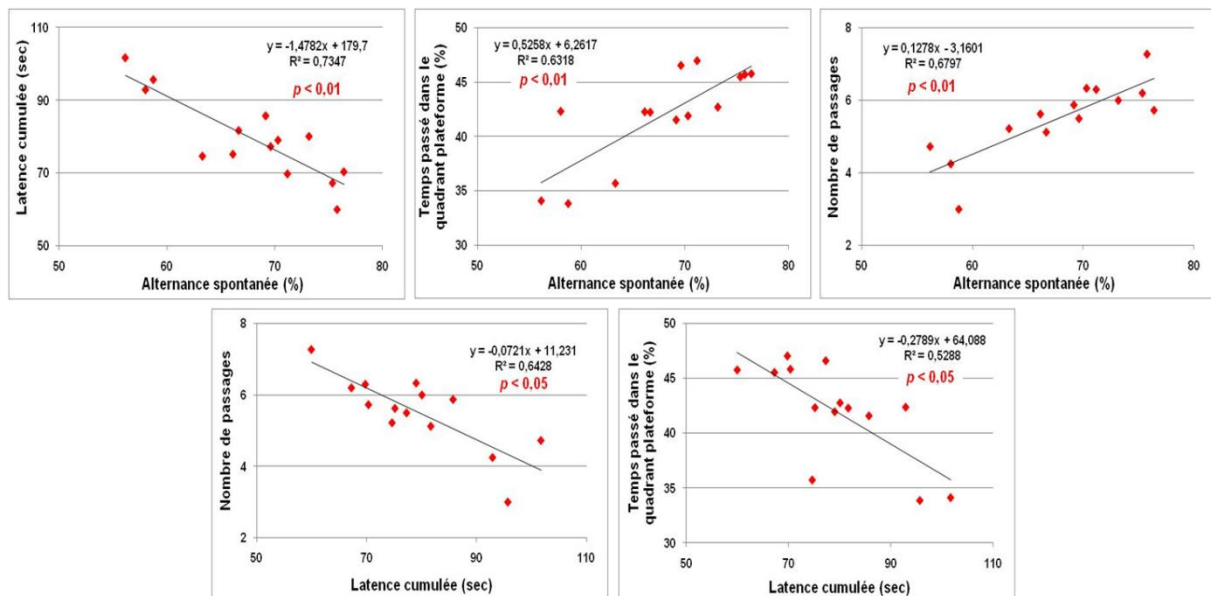 110
90
70
50
50 60 70 80
Latence cumulée (sec)
Alternance spontanée (%)
y = -1,4782x + 179,7
R² = 0,7347
p < 0,01
50
45
40
35
30
50 60 70 80
Temps passé dans le
quadrant plateforme (%)
Alternance spontanée (%)
y = 0,5258x + 6,2617
R² = 0.6318
p < 0,01
8
6
4
2
50 60 70 80
Nombre de passages
Alternance spontanée (%)
y = 0,1278x - 3,1601
R² = 0,6797
p < 0,01
8
6
4
2
50 70 90 110
Nombre de passages
Latence cumulée (sec)
y = -0,0721x + 11,231
R² = 0,6428
p < 0,05
50
45
40
35
30
50 70 90 110
Temps passé dans le
quadrant plateforme (%)
Latence cumulée (sec)
y = -0,2789x + 64,088
R² = 0,5288
p < 0,05